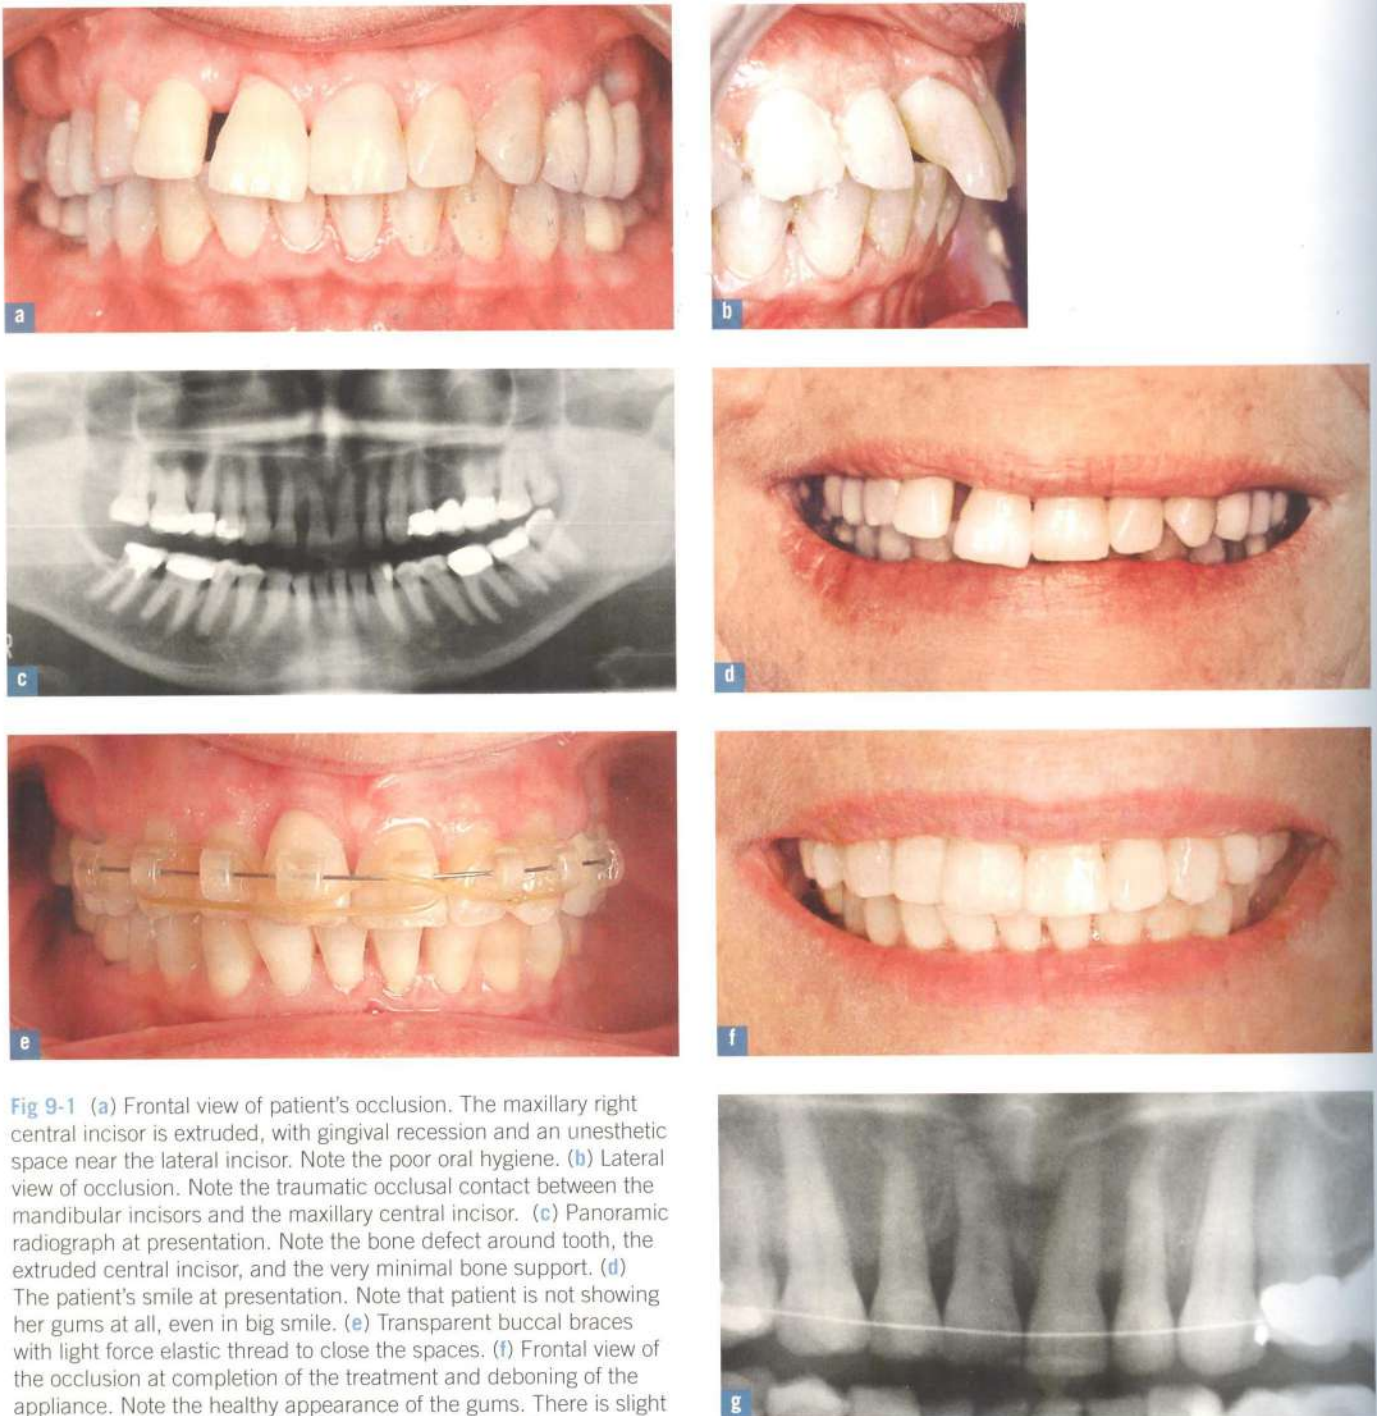 a
b
c
d
e
f
Fig 9-1 (a) Frontal view of patient's occlusion. The maxillary right
central incisor is extruded, with gingival recession and an unesthetic
space near the lateral incisor. Note the poor oral hygiene. (b) Lateral
view of occlusion. Note the traumatic occlusal contact between the
mandibular incisors and the maxillary central incisor. (c) Panoramic
radiograph at presentation. Note the bone defect around tooth, the
extruded central incisor, and the very minimal bone support. (d)
The patient's smile at presentation. Note that patient is not showing
her gums at all, even in big smile. (e) Transparent buccal braces
with light force elastic thread to close the spaces. (f) Frontal view of
the occlusion at completion of the treatment and deboning of the
appliance. Note the healthy appearance of the gums. There is slight
g